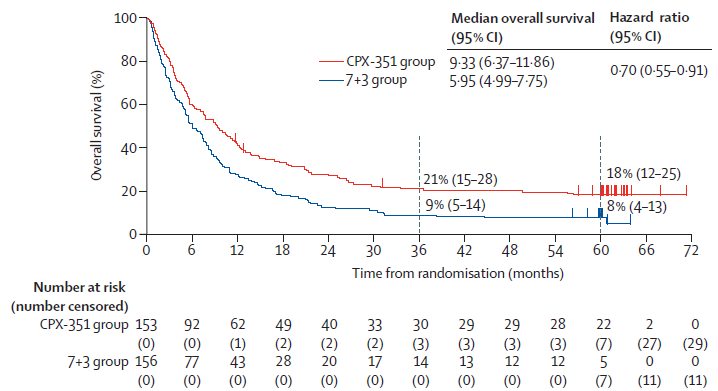 Median overall survival
(95% CI)
Hazard ratio
(95% CI)
CPX-351 group
9·33 (6·37–11·86)
7+3 group
5·95 (4·99–7·75)
0·70 (0·55–0·91)
Overall survival (%)
100
80
60
40
20
0
21% (15–28)
9% (5–14)
18% (12–25)
8% (4–13)
0 6 12 18 24 30 36 42 48 54 60 66 72
Time from randomisation (months)
Number at risk
(number censored)
CPX-351 group 153 92 62 49 40 33 30 29 29 28 22 2 0
(0) (0) (1) (2) (2) (2) (3) (3) (3) (3) (7) (27) (29)
7+3 group 156 77 43 28 20 17 14 13 12 12 5 0 0
(0) (0) (0) (0) (0) (0) (0) (0) (0) (0) (7) (11) (11)